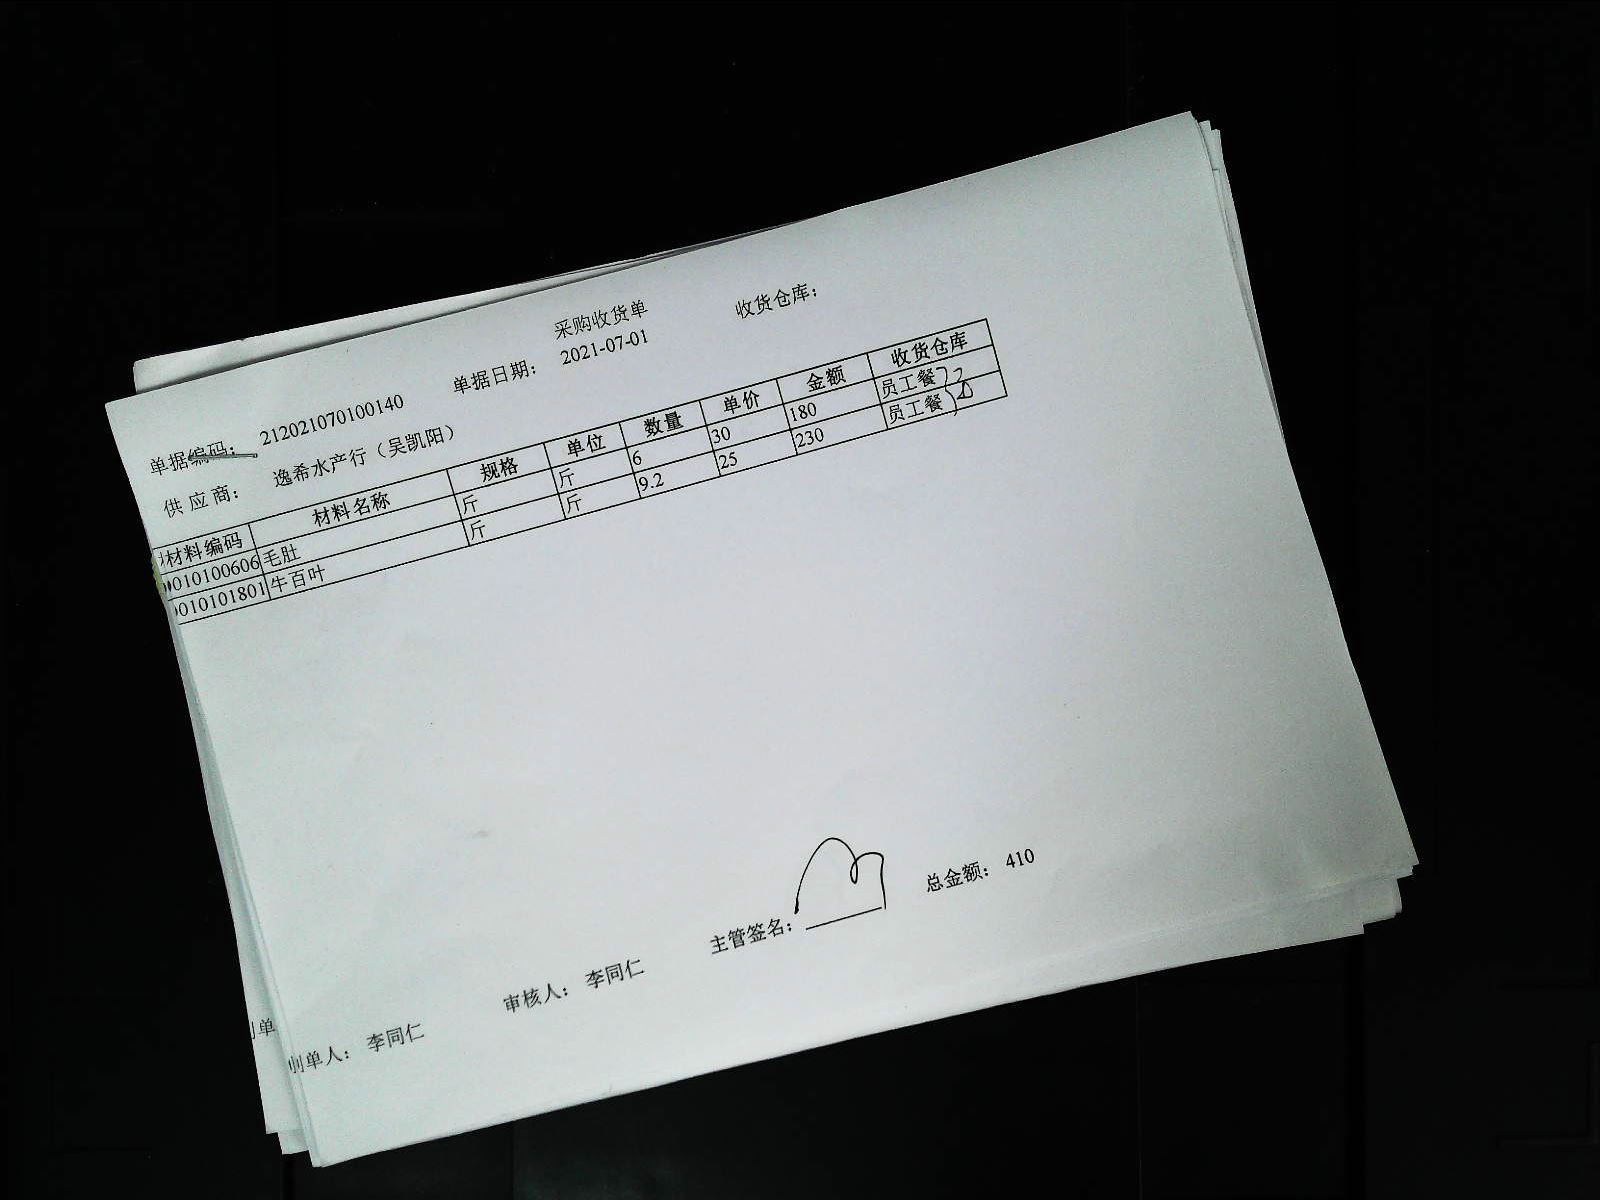 采购收货单
单据编码： 212021070100140 单据日期： 2021-07-01 收货仓库：
供应商： 逸希水产行（吴凯阳）
材料编码 材料名称 规格 单位 数量 单价 金额 收货仓库
010100606 毛肚 斤 斤 6 30 180 员工餐
010101801 牛百叶 斤 斤 9.2 25 230 员工餐
总金额： 410
制单人： 李同仁 审核人： 李同仁 主管签名：
单